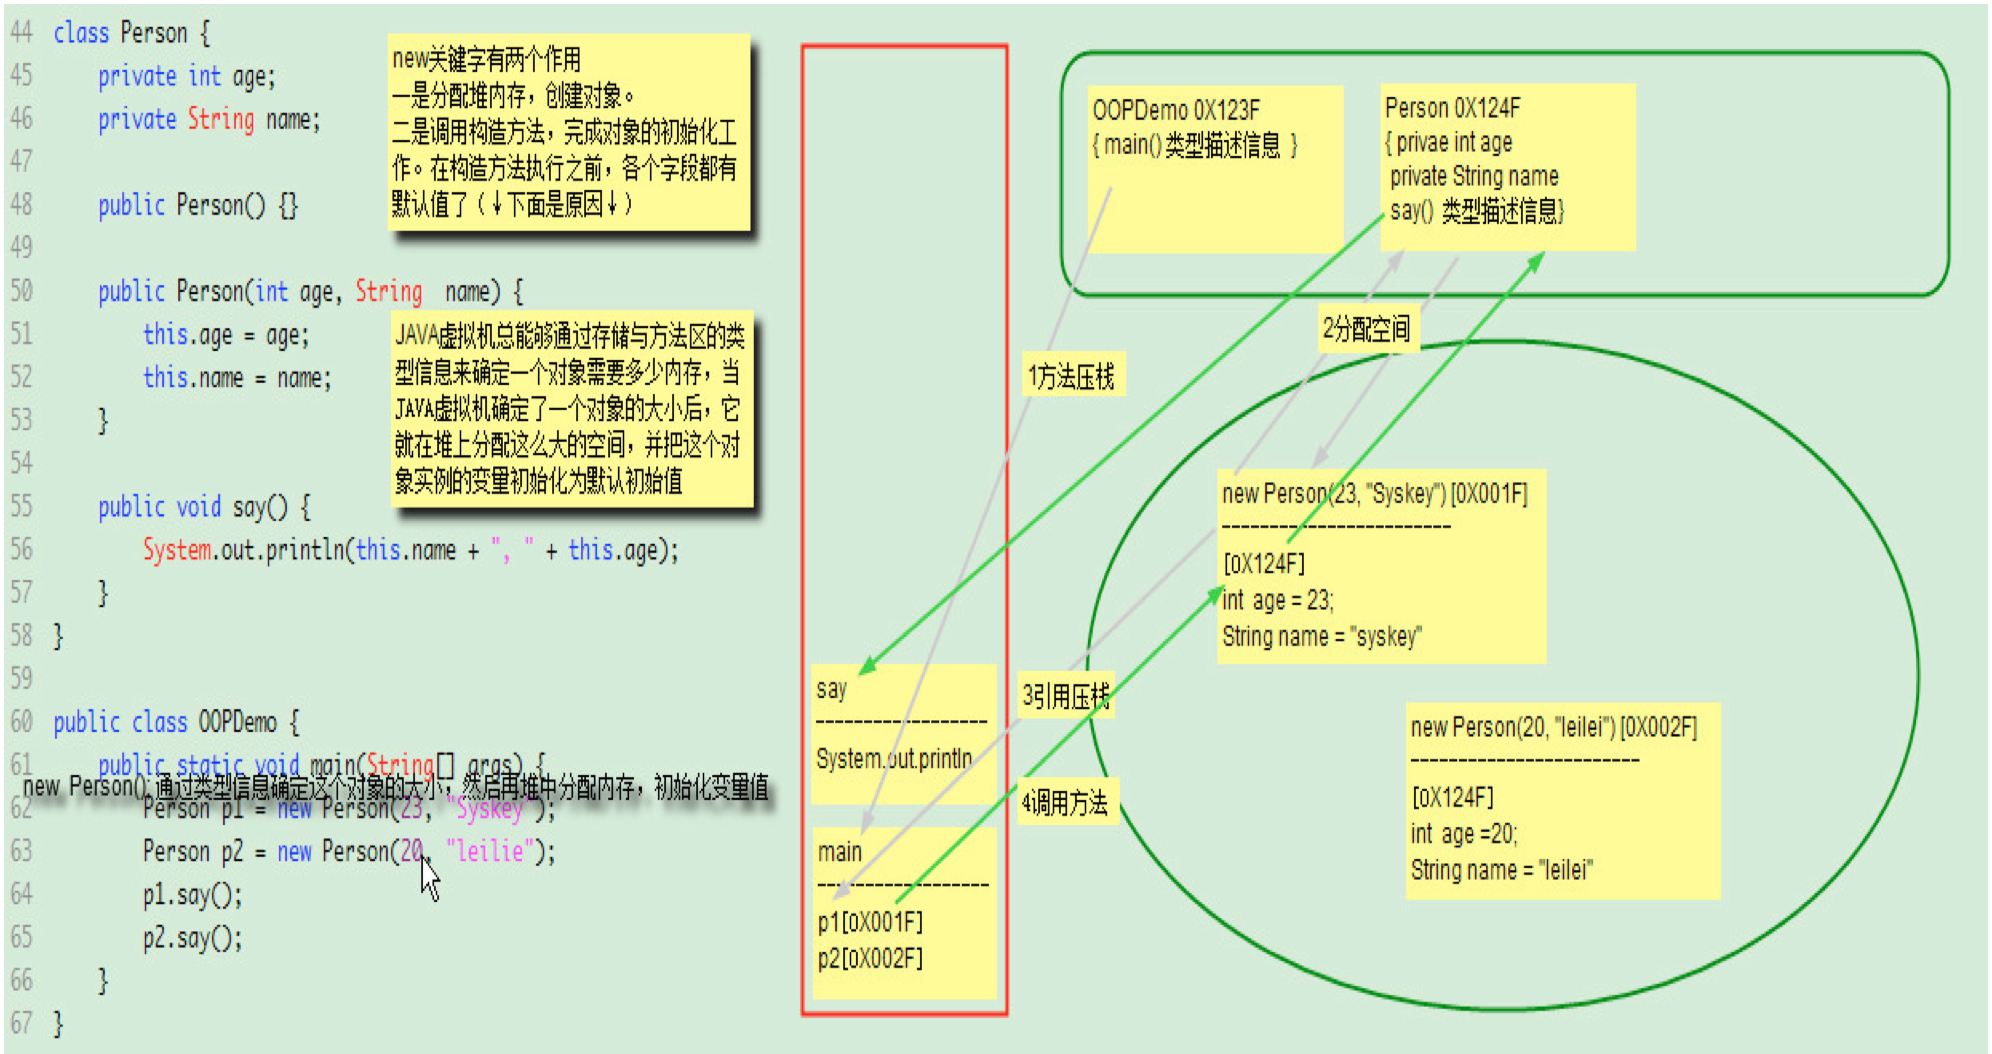 44 class Person {
45 private int age;
46 private String name;
47
48 public Person() {}
49
50 public Person(int age, String name) {
51 this.age = age;
52 this.name = name;
53 }
54
55 public void say() {
56 System.out.println(this.name + ", " + this.age);
57 }
58 }
59
60 public class OOPDemo {
61 public static void main(String[] args) {
new Person(); 通过类型信息确定这个对象的大小，然后再堆中分配内存，初始化变量值
62 Person p1 = new Person(23, "Syskey");
63 Person p2 = new Person(20, "leilie");
64 p1.say();
65 p2.say();
66 }
67 }
new关键字有两个作用
一是分配堆内存，创建对象。
二是调用构造方法，完成对象的初始化工
作。在构造方法执行之前，各个字段都有
默认值了（↓下面是原因↓）
JAVA虚拟机总能够通过存储与方法区的类
型信息来确定一个对象需要多少内存，当
JAVA虚拟机确定了一个对象的大小后，它
就在堆上分配这么大的空间，并把这个对
象实例的变量初始化为默认初始值
say
-------------------
System.out.println
main
-------------------
p1[0X001F]
p2[0X002F]
1方法压栈
2分配空间
3引用压栈
4调用方法
OOPDemo 0X123F
{ main() 类型描述信息 }
Person 0X124F
{ privae int age
private String name
say() 类型描述信息}
new Person(23, "Syskey") [0X001F]
-------------------------
[0X124F]
int age = 23;
String name = "syskey"
new Person(20, "leilei") [0X002F]
-------------------------
[0X124F]
int age =20;
String name = "leilei"